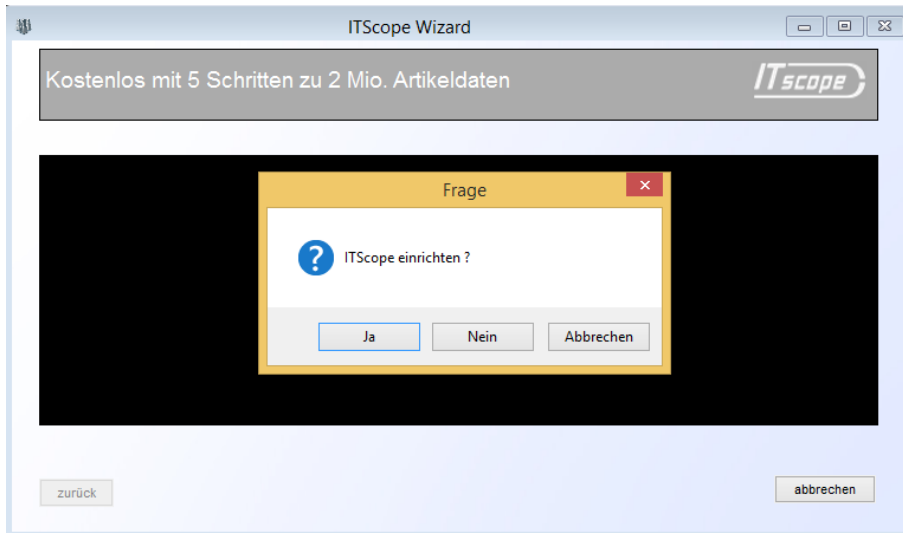 ITScope Wizard
Kostenlos mit 5 Schritten zu 2 Mio. Artikeldaten
ITscope
Frage
ITScope einrichten ?
Ja Nein Abbrechen
zurück abbrechen